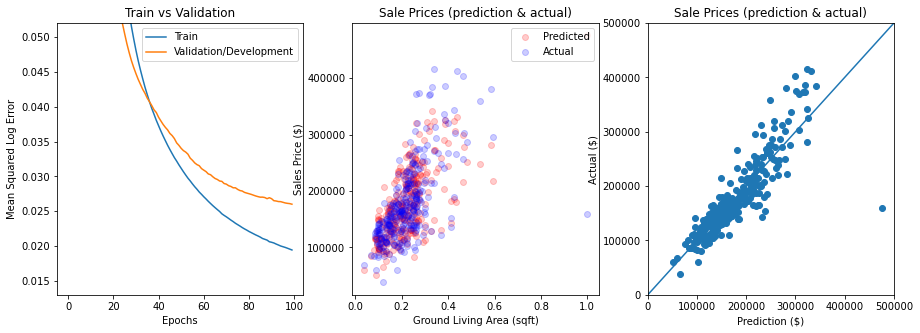 Train vs Validation
Mean Squared Log Error
0.050
0.045
0.040
0.035
0.030
0.025
0.020
0.015
Train
Validation/Development
0
20
40
60
80
100
Epochs
Sale Prices (prediction & actual)
Sales Price ($)
400000
300000
200000
100000
Predicted
Actual
0.0
0.2
0.4
0.6
0.8
1.0
Ground Living Area (sqft)
Sale Prices (prediction & actual)
Actual ($)
500000
400000
300000
200000
100000
0
0
100000
200000
300000
400000
500000
Prediction ($)